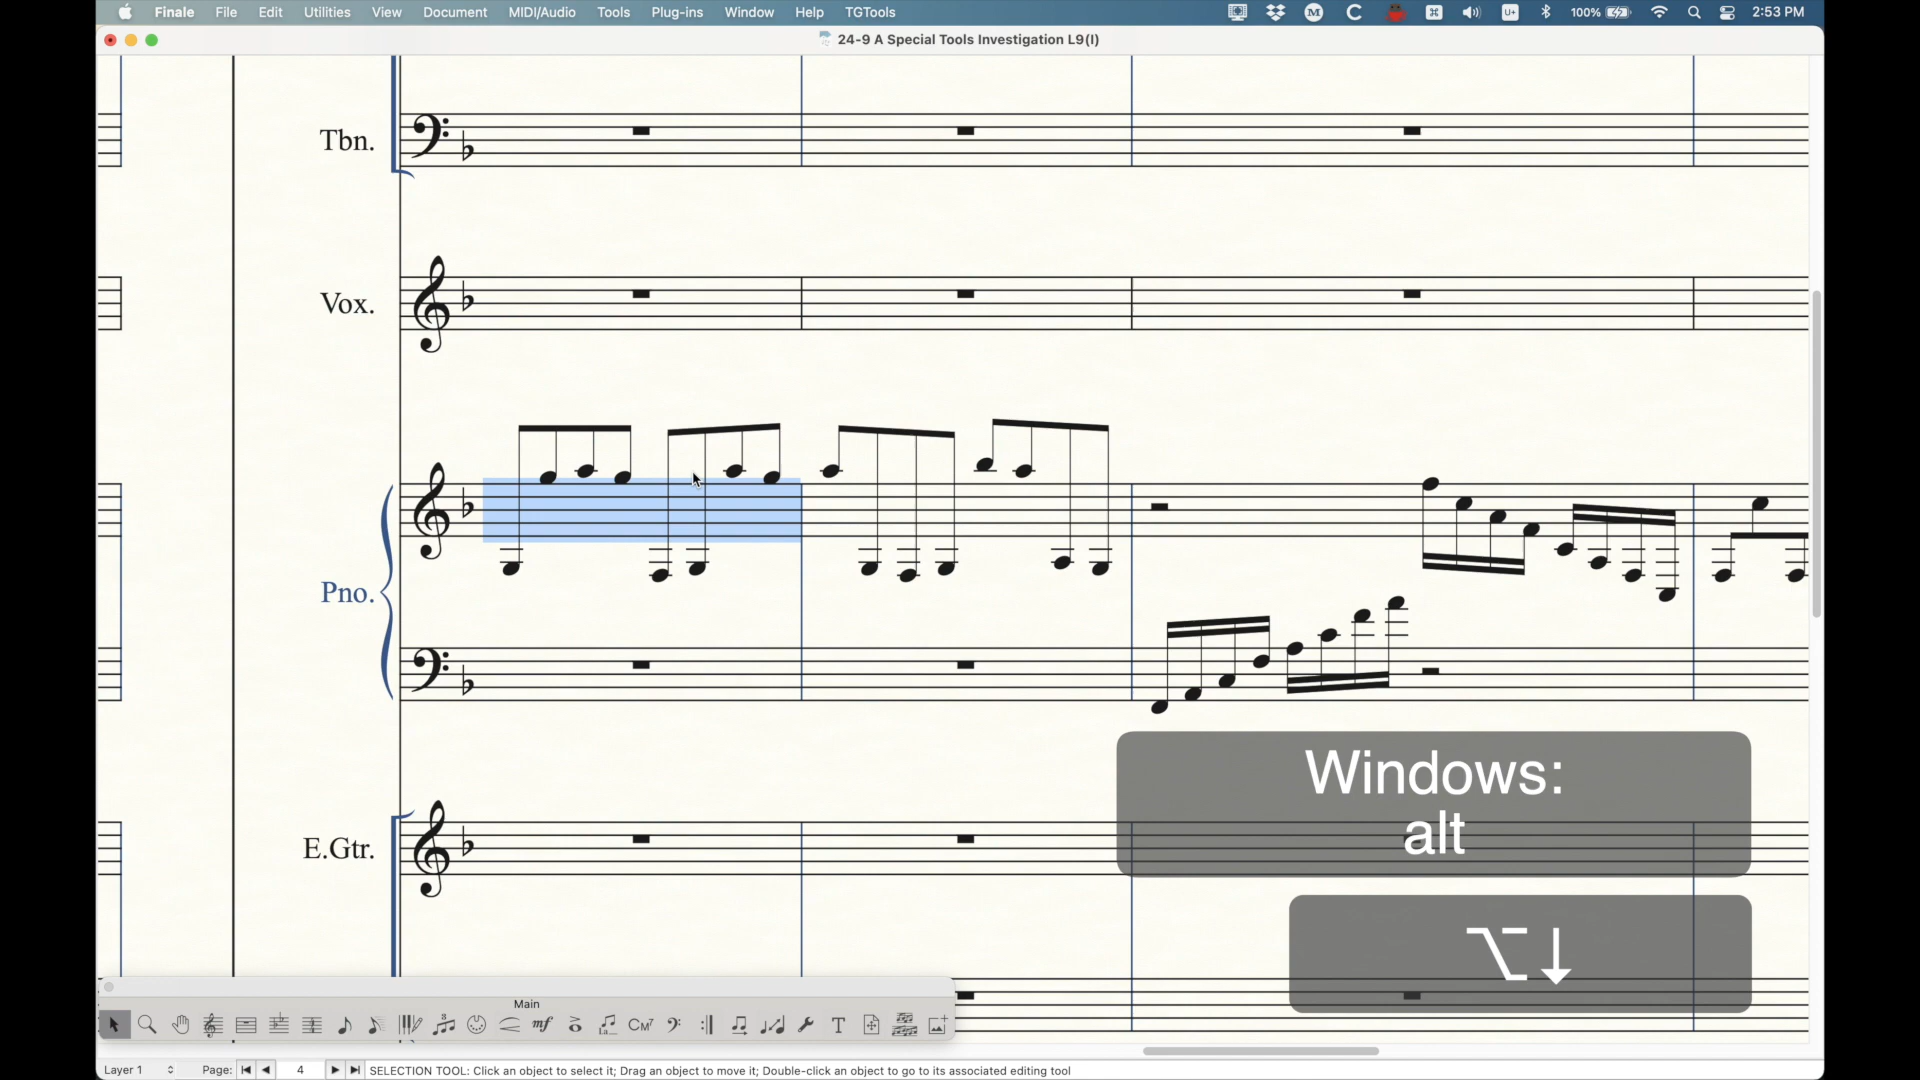 Finale File Edit Utilities View Document MIDI/Audio Tools Plug-ins Window Help TGTools 100% 2:53 PM
24-9 A Special Tools Investigation L9(I)
Tbn.
Vox.
Pno.
Windows:
alt
E.Gtr.
⌥↓
Main
mf CM7 T
Layer 1 Page: 4 SELECTION TOOL: Click an object to select it; Drag an object to move it; Double-click an object to go to its associated editing tool